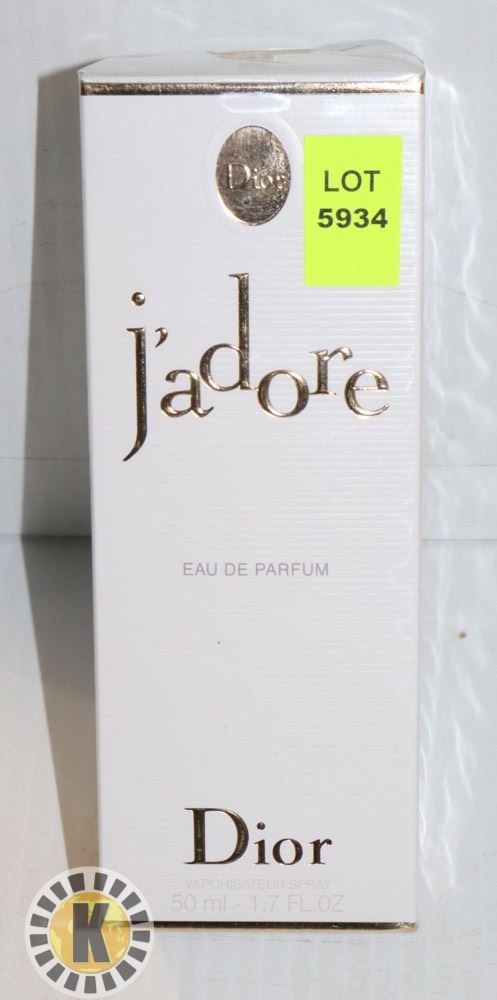 Dior
LOT
5934
j'adore
EAU DE PARFUM
Dior
VAPORISATEUR SPRAY
50 ml - 1.7 FL.OZ
K